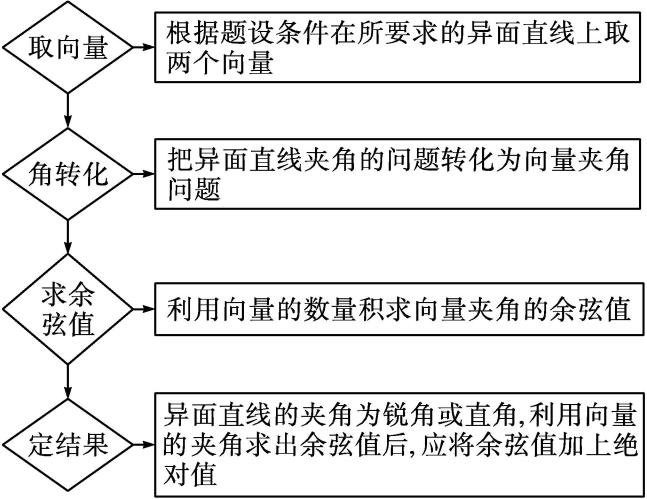 取向量
根据题设条件在所要求的异面直线上取
两个向量
角转化
把异面直线夹角的问题转化为向量夹角
问题
求余
弦值
利用向量的数量积求向量夹角的余弦值
定结果
异面直线的夹角为锐角或直角,利用向量
的夹角求出余弦值后,应将余弦值加上绝
对值